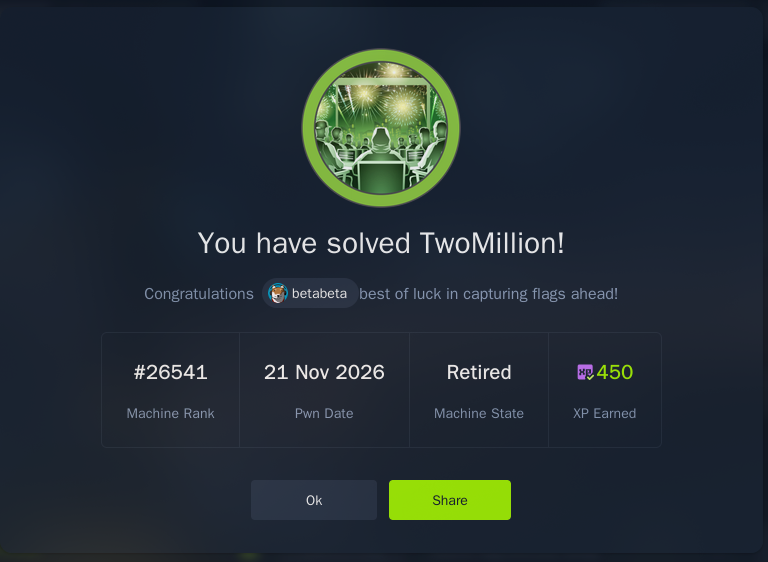 You have solved TwoMillion!
Congratulations betabeta best of luck in capturing flags ahead!
#26541 21 Nov 2026 Retired XP 450
Machine Rank Pwn Date Machine State XP Earned
Ok Share